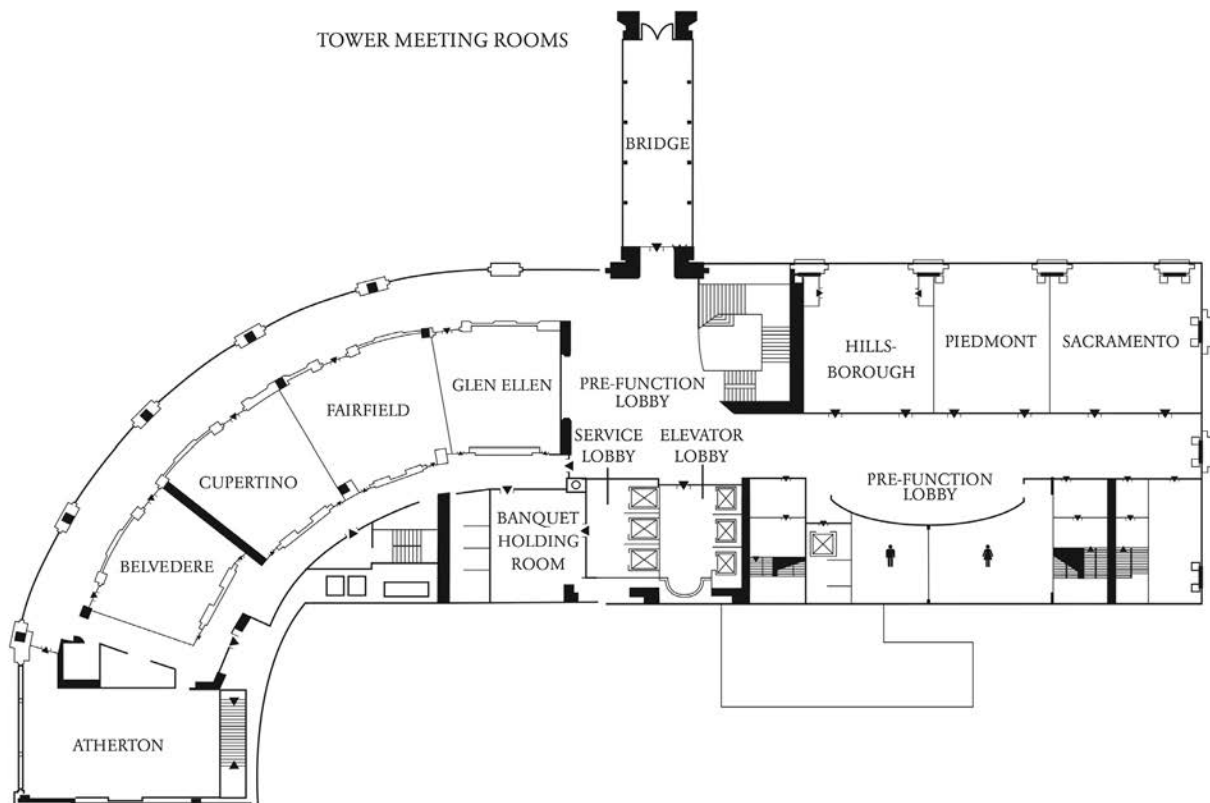 TOWER MEETING ROOMS
BRIDGE
HILLS-
BOROUGH
PIEDMONT
SACRAMENTO
GLEN ELLEN
PRE-FUNCTION
LOBBY
FAIRFIELD
SERVICE
LOBBY
ELEVATOR
LOBBY
CUPERTINO
PRE-FUNCTION
LOBBY
BANQUET
HOLDING
ROOM
BELVEDERE
ATHERTON